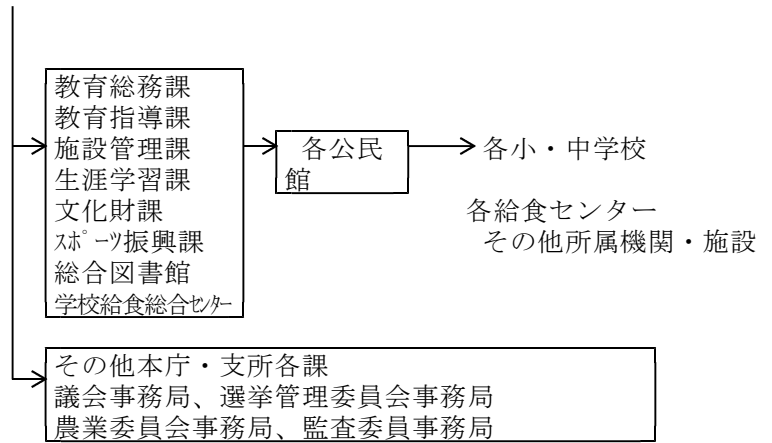 教育総務課
教育指導課
施設管理課
生涯学習課
文化財課
ｽﾎﾟｰﾂ振興課
総合図書館
学校給食総合ｾﾝﾀｰ
各公民
館
各小・中学校
各給食センター
その他所属機関・施設
その他本庁・支所各課
議会事務局、選挙管理委員会事務局
農業委員会事務局、監査委員事務局